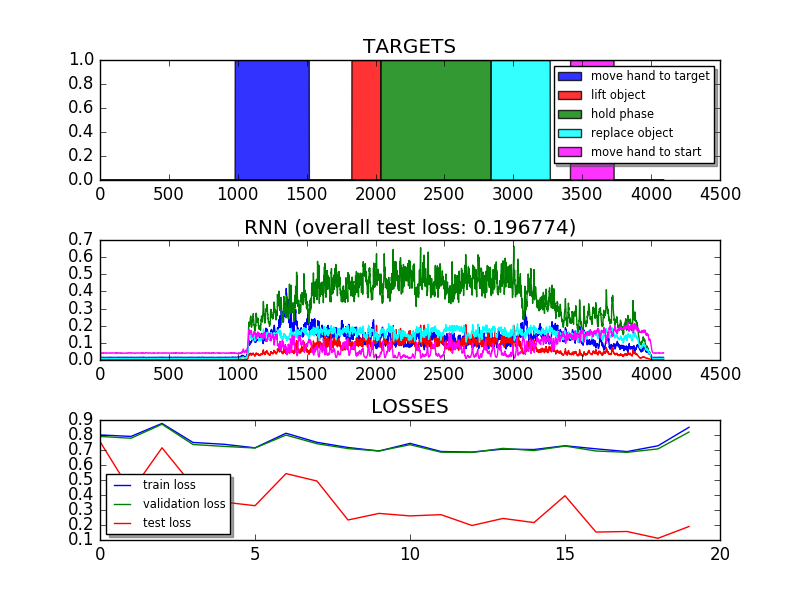 TARGETS
1.0
0.8
0.6
0.4
0.2
0.0
move hand to target
lift object
hold phase
replace object
move hand to start
0 500 1000 1500 2000 2500 3000 3500 4000 4500
RNN (overall test loss: 0.196774)
0.7
0.6
0.5
0.4
0.3
0.2
0.1
0.0
0 500 1000 1500 2000 2500 3000 3500 4000 4500
LOSSES
0.9
0.8
0.7
0.6
0.5
0.4
0.3
0.2
0.1
train loss
validation loss
test loss
0 5 10 15 20